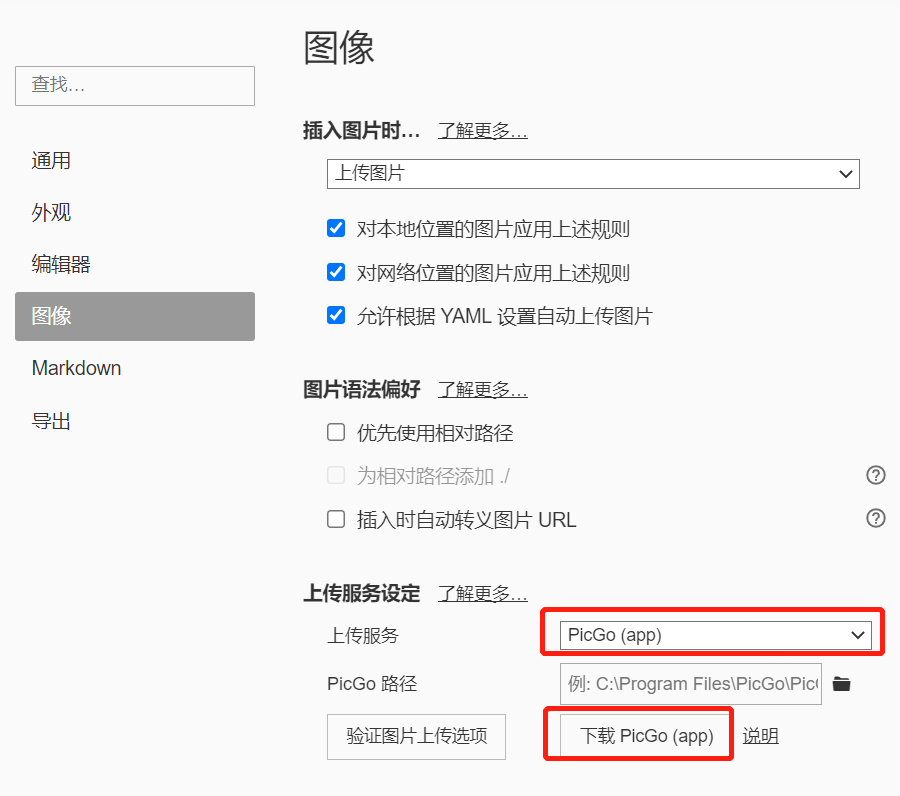 图像
查找…
插入图片时… 了解更多…
通用
上传图片
外观
对本地位置的图片应用上述规则
编辑器
对网络位置的图片应用上述规则
图像
允许根据 YAML 设置自动上传图片
Markdown
图片语法偏好 了解更多…
导出
优先使用相对路径
为相对路径添加 ./
插入时自动转义图片 URL
上传服务设定 了解更多…
上传服务 PicGo (app)
PicGo 路径 例: C:\Program Files\PicGo\Pic
验证图片上传选项 下载 PicGo (app) 说明